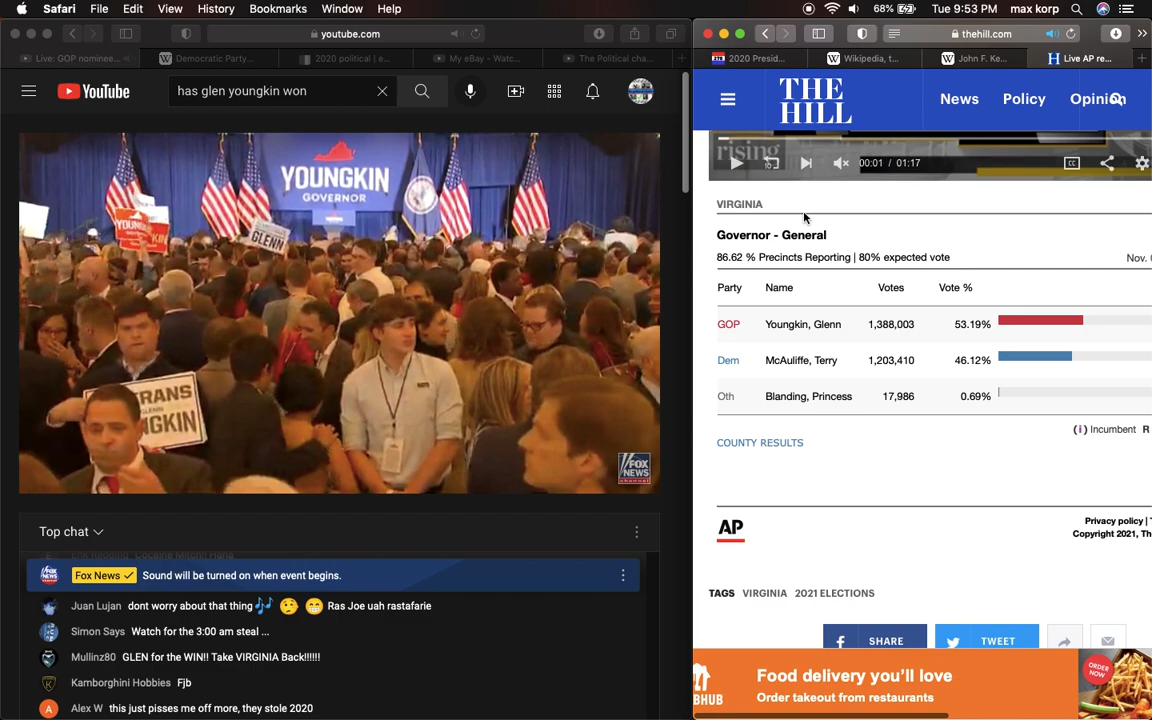 Safari File Edit View History Bookmarks Window Help
68% Tue 9:53 PM max korp
youtube.com
Live: GOP nominee...
Democratic Party...
2020 political | e...
My eBay - Watc...
The Political cha...
YouTube
has glen youngkin won
YOUNGKIN
GOVERNOR
GLENN
GLENN
FOX
NEWS
channel
Top chat
Fox News Sound will be turned on when event begins.
Juan Lujan dont worry about that thing🎶 🤨 😁 Ras Joe uah rastafarie
Simon Says Watch for the 3:00 am steal ...
Mullinz80 GLEN for the WIN!! Take VIRGINIA Back!!!!!!
Kamborghini Hobbies Fjb
Alex W this just pisses me off more, they stole 2020
thehill.com
2020 Presid...
Wikipedia, t...
John F. Ke...
Live AP re...
THE
HILL
News Policy Opinion
rising
00:01 / 01:17
CC
VIRGINIA
Governor - General
86.62 % Precincts Reporting | 80% expected vote
Nov.
Party Name Votes Vote %
GOP Youngkin, Glenn 1,388,003 53.19%
Dem McAuliffe, Terry 1,203,410 46.12%
Oth Blanding, Princess 17,986 0.69%
(i) Incumbent R
COUNTY RESULTS
AP
Privacy policy |
Copyright 2021, Th
TAGS VIRGINIA 2021 ELECTIONS
SHARE
TWEET
Food delivery you'll love
Order takeout from restaurants
ORDER
NOW